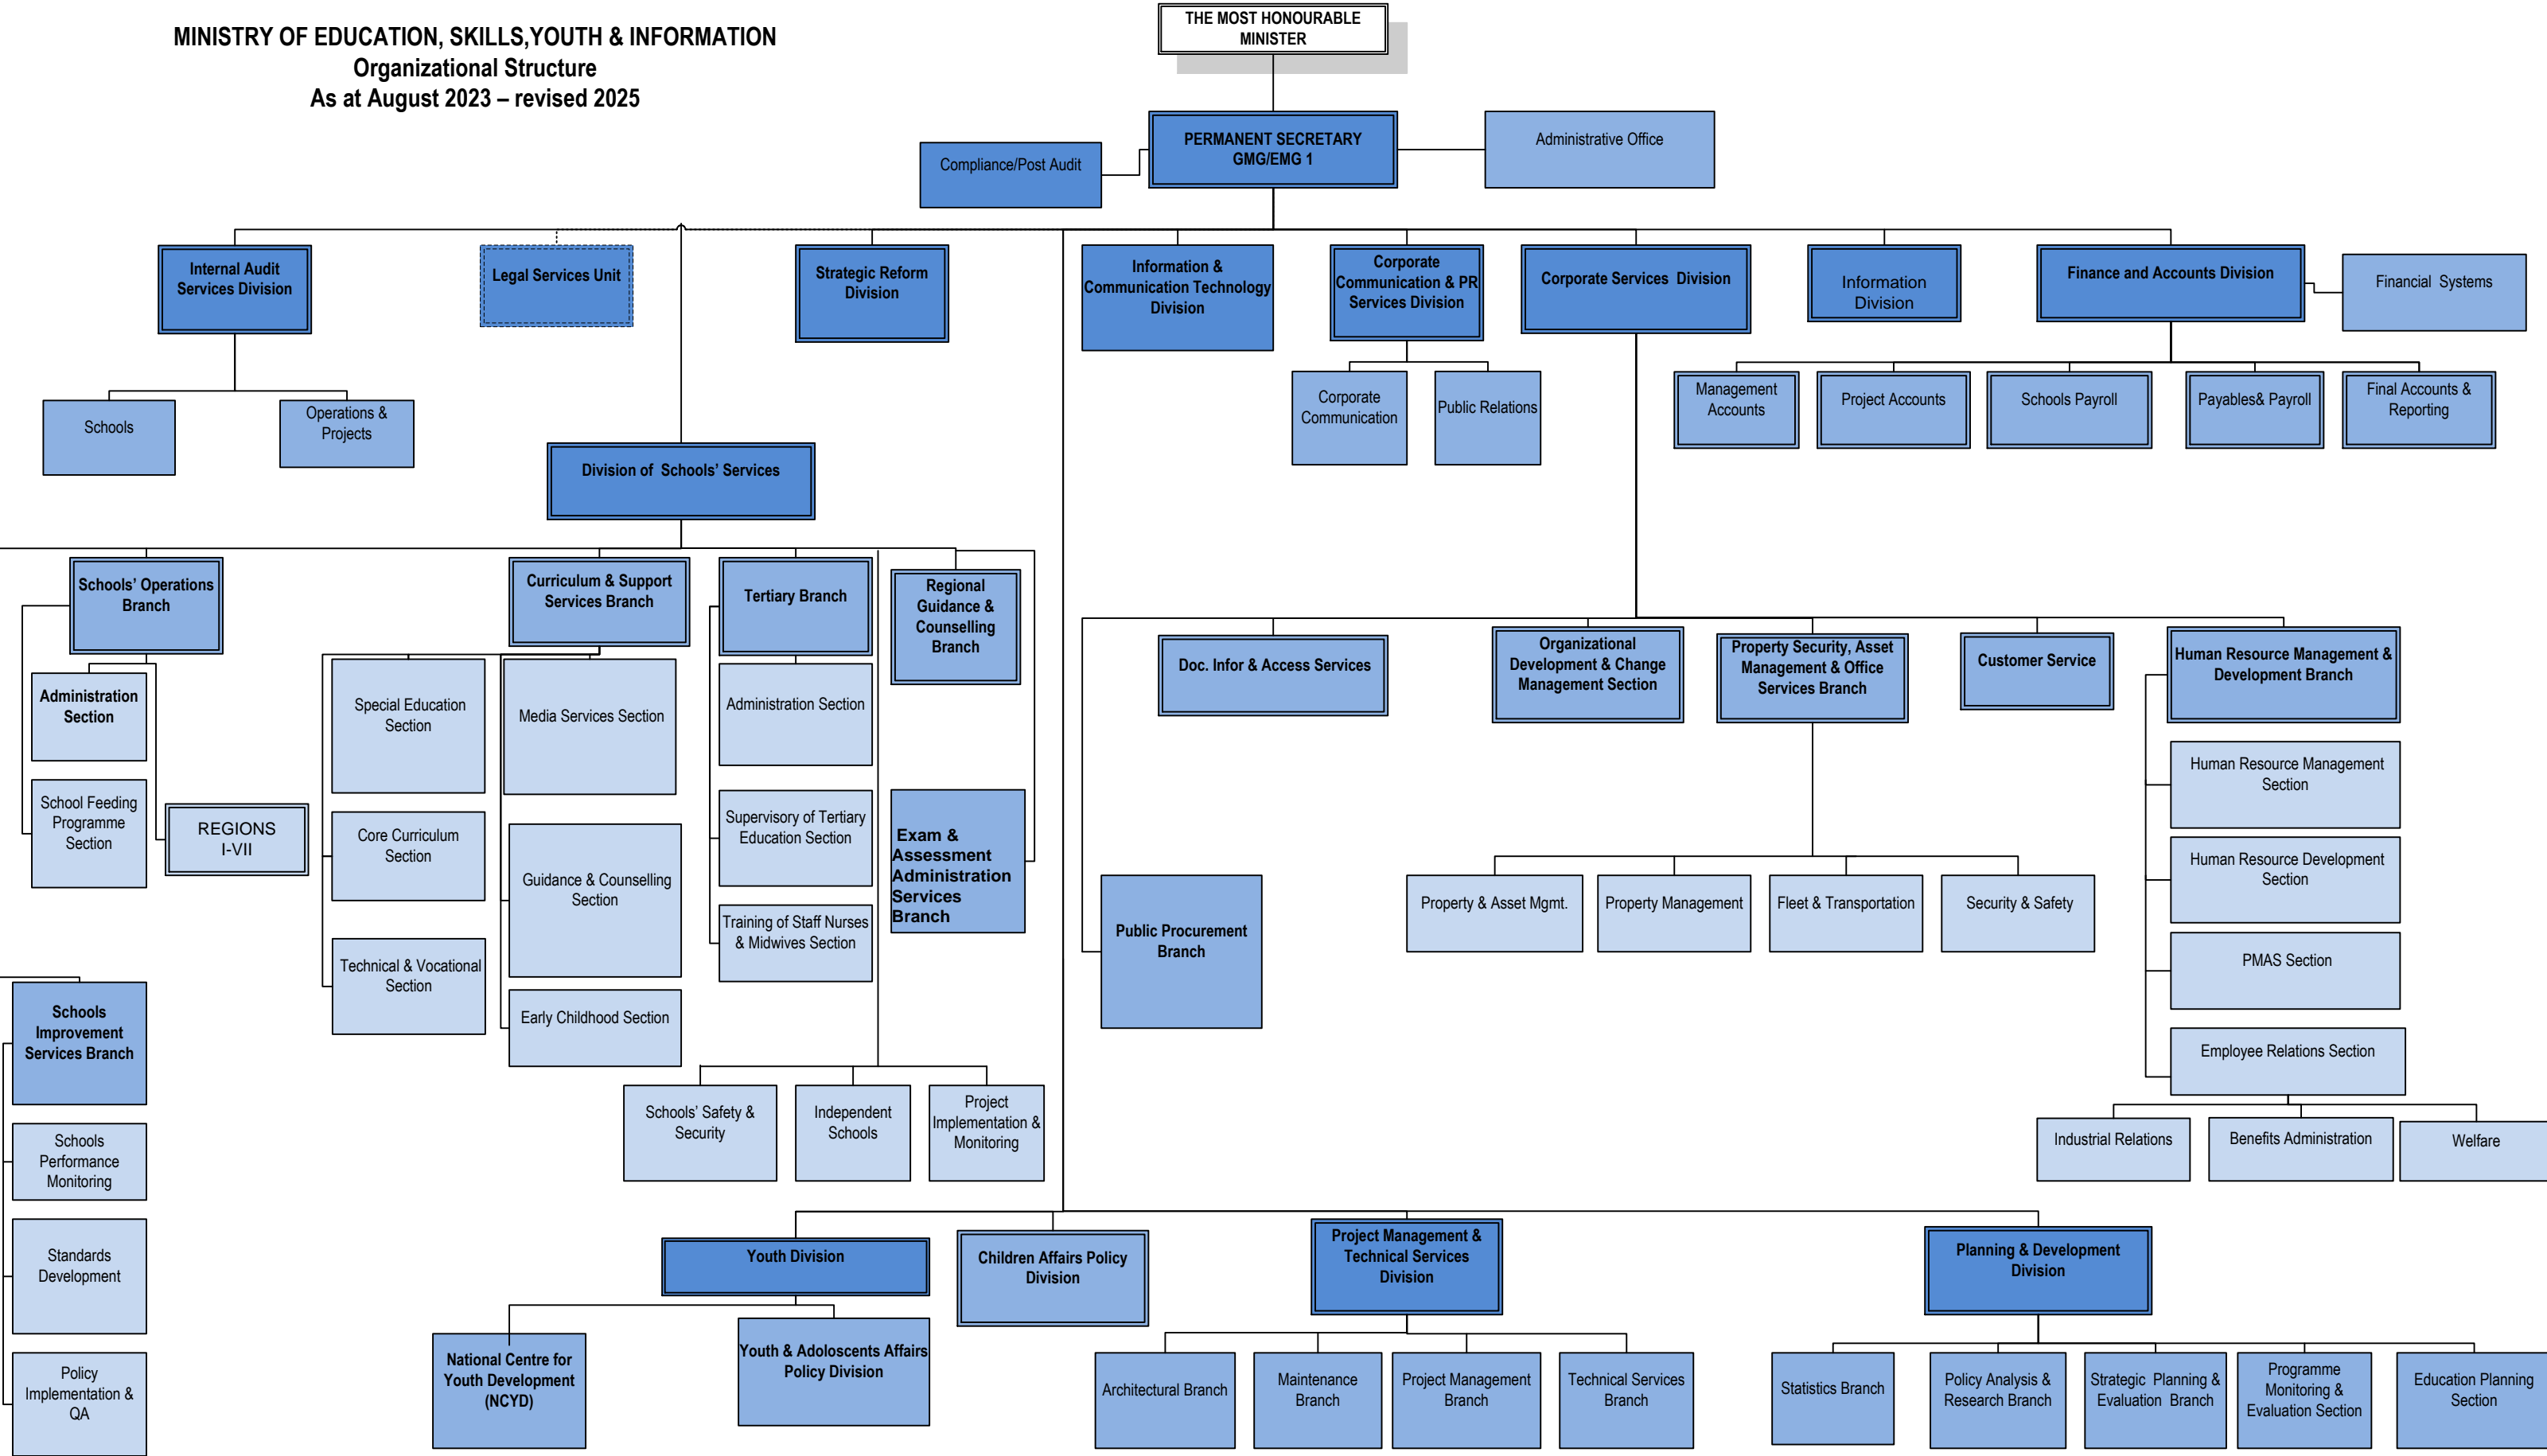 MINISTRY OF EDUCATION, SKILLS,YOUTH & INFORMATION
Organizational Structure
As at August 2023 – revised 2025
THE MOST HONOURABLE
MINISTER
PERMANENT SECRETARY
GMG/EMG 1
Compliance/Post Audit
Administrative Office
Internal Audit
Services Division
Legal Services Unit
Strategic Reform
Division
Information &
Communication Technology
Division
Corporate
Communication & PR
Services Division
Corporate Services Division
Information
Division
Finance and Accounts Division
Financial Systems
Schools
Operations &
Projects
Corporate
Communication
Public Relations
Management
Accounts
Project Accounts
Schools Payroll
Payables& Payroll
Final Accounts &
Reporting
Division of Schools’ Services
Schools’ Operations
Branch
Curriculum & Support
Services Branch
Tertiary Branch
Regional
Guidance &
Counselling
Branch
Doc. Infor & Access Services
Organizational
Development & Change
Management Section
Property Security, Asset
Management & Office
Services Branch
Customer Service
Human Resource Management &
Development Branch
Administration
Section
School Feeding
Programme
Section
REGIONS
I-VII
Special Education
Section
Media Services Section
Administration Section
Core Curriculum
Section
Guidance & Counselling
Section
Supervisory of Tertiary
Education Section
Exam &
Assessment
Administration
Services
Branch
Technical & Vocational
Section
Early Childhood Section
Training of Staff Nurses
& Midwives Section
Public Procurement
Branch
Property & Asset Mgmt.
Property Management
Fleet & Transportation
Security & Safety
Human Resource Management
Section
Human Resource Development
Section
PMAS Section
Employee Relations Section
Industrial Relations
Benefits Administration
Welfare
Schools
Improvement
Services Branch
Schools
Performance
Monitoring
Standards
Development
Policy
Implementation &
QA
Schools’ Safety &
Security
Independent
Schools
Project
Implementation &
Monitoring
Youth Division
Children Affairs Policy
Division
Project Management &
Technical Services
Division
Planning & Development
Division
National Centre for
Youth Development
(NCYD)
Youth & Adoloscents Affairs
Policy Division
Architectural Branch
Maintenance
Branch
Project Management
Branch
Technical Services
Branch
Statistics Branch
Policy Analysis &
Research Branch
Strategic Planning &
Evaluation Branch
Programme
Monitoring &
Evaluation Section
Education Planning
Section